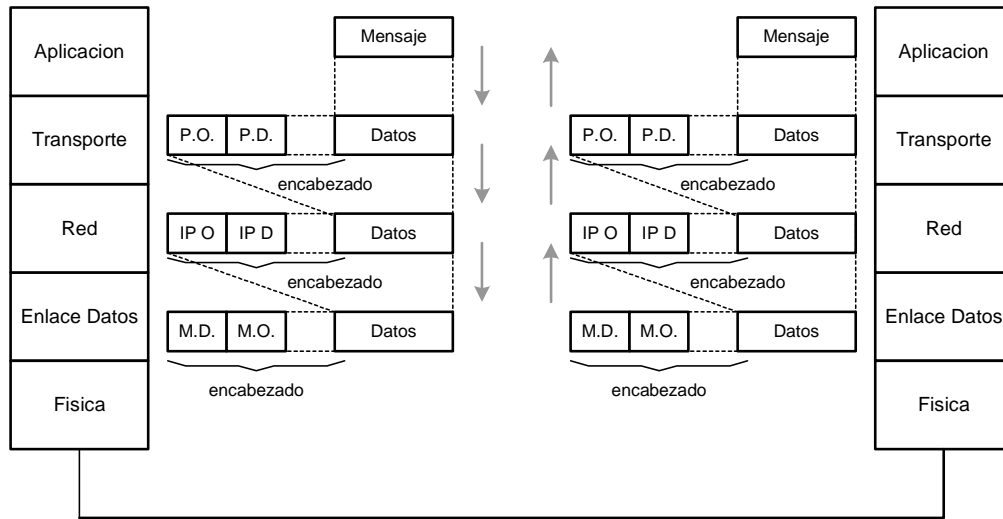 Aplicacion
Mensaje
Mensaje
Aplicacion
Transporte
P.O.
P.D.
Datos
P.O.
P.D.
Datos
Transporte
encabezado
encabezado
Red
IP O
IP D
Datos
IP O
IP D
Datos
Red
encabezado
encabezado
Enlace Datos
M.D.
M.O.
Datos
M.D.
M.O.
Datos
Enlace Datos
encabezado
encabezado
Fisica
Fisica